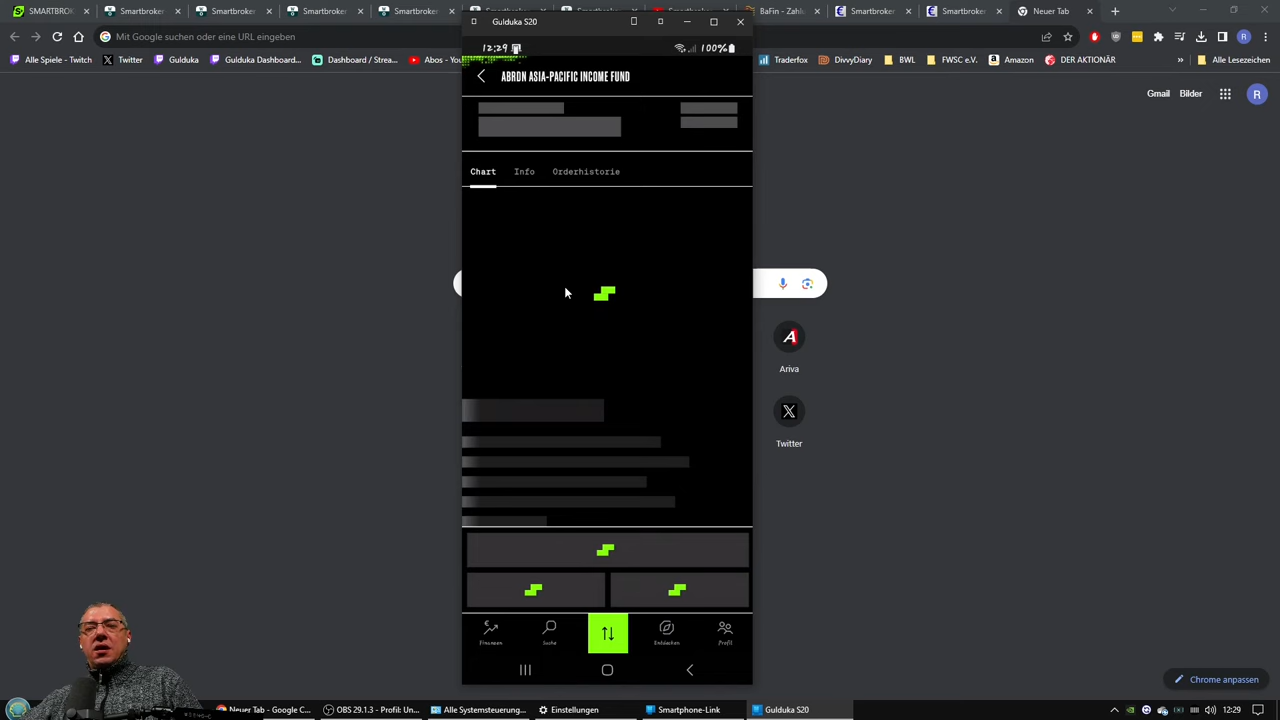 SMARTBROK
Smartbroker
Smartbroker
Smartbroker
Smartbroker
BaFin - Zulas
Smartbroker
Smartbroker
Neuer Tab
Gulduka S20
Mit Google suchen oder eine URL eingeben
Alle Spiele - Twitch
Twitter
Gulduka
Gulduka Dashboard...
Dashboard / Strea...
Abos - You
Traderfox
DivvyDiary
BWL
FWSC e.V.
Amazon
DER AKTIONÄR
»
Alle Lesezeichen
12:29
100%
ABRDN ASIA-PACIFIC INCOME FUND
Gmail
Bilder
R
Chart
Info
Orderhistorie
Ariva
Twitter
Finanzen
Suche
Entdecken
Profil
Chrome anpassen
Neuer Tab - Google C...
OBS 29.1.3 - Profil: Un...
Alle Systemsteuerung...
Einstellungen
Smartphone-Link
Gulduka S20
12:29